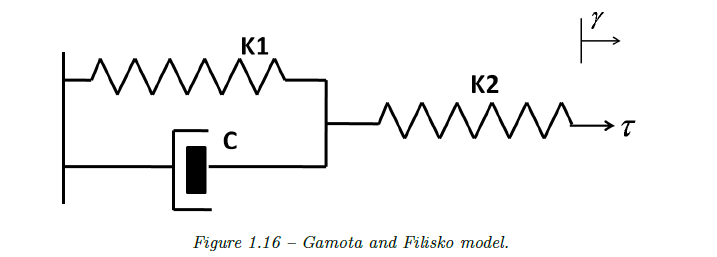 γ
K1
K2
C
τ
Figure 1.16 – Gamota and Filisko model.